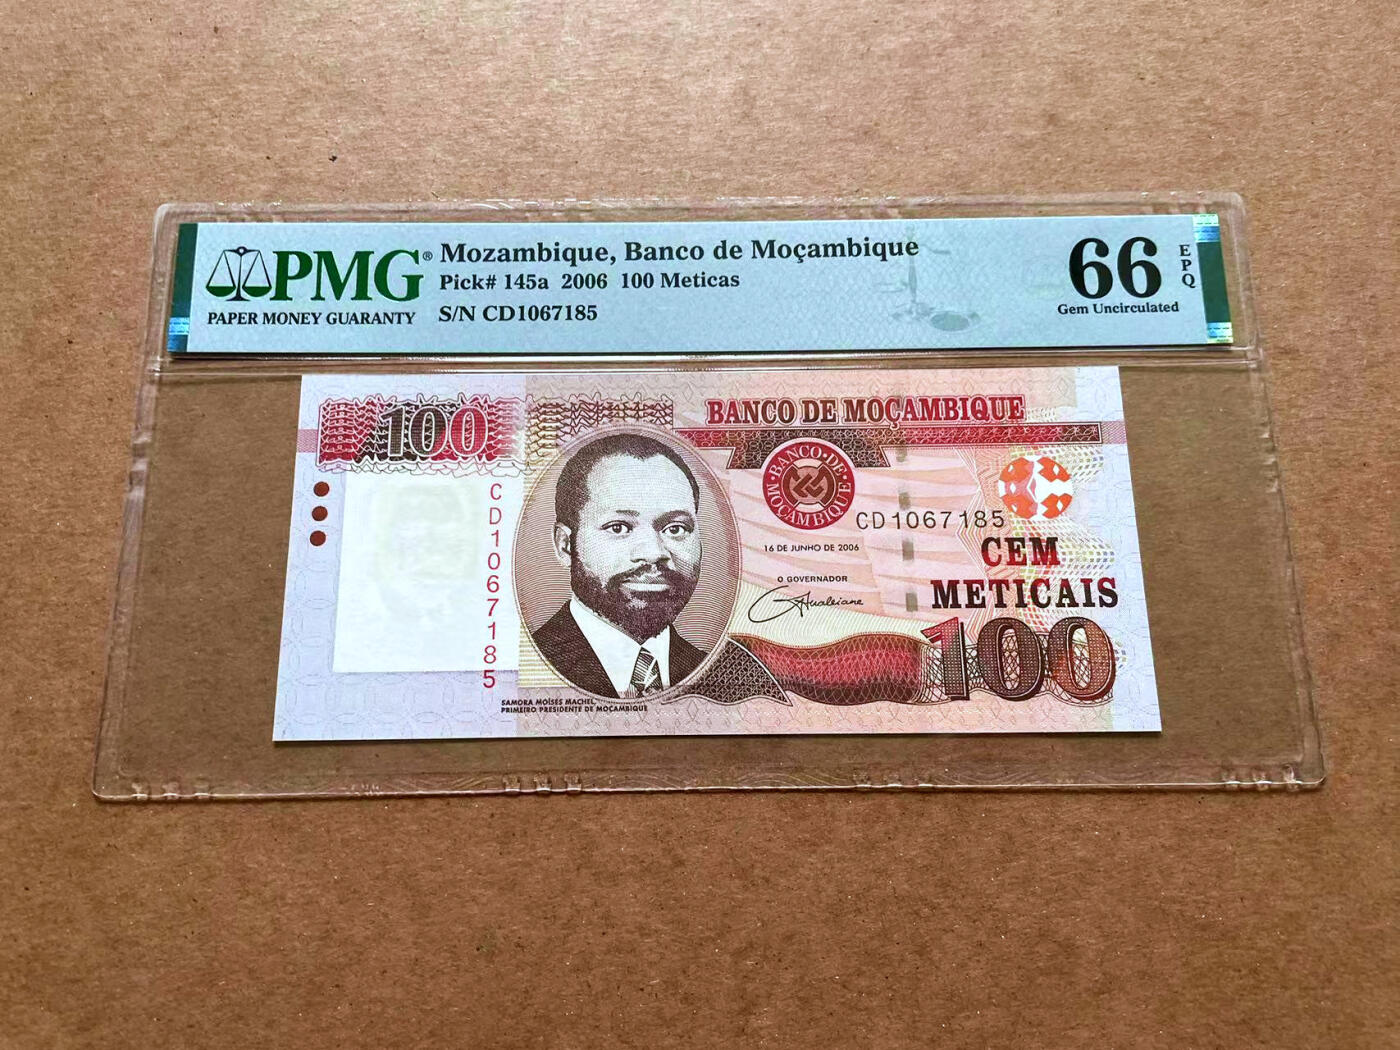 PMG®
PAPER MONEY GUARANTY
Mozambique, Banco de Moçambique
Pick# 145a 2006 100 Meticas
S/N CD1067185
66
EPQ
Gem Uncirculated
100
BANCO DE MOÇAMBIQUE
BANCO·DE·MOÇAMBIQUE
CD1067185
CD1067185
16 DE JUNHO DE 2006
CEM
METICAIS
O GOVERNADOR
100
SAMORA MOISÉS MACHEL,
PRIMEIRO PRESIDENTE DE MOÇAMBIQUE